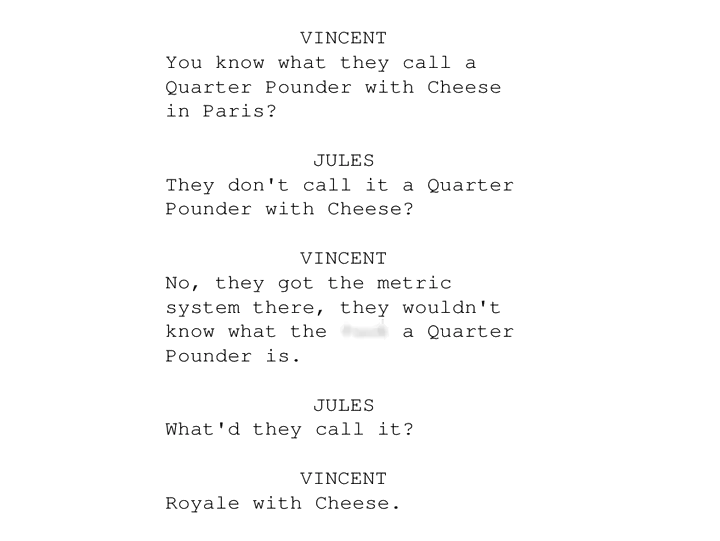 VINCENT
You know what they call a
Quarter Pounder with Cheese
in Paris?
JULES
They don't call it a Quarter
Pounder with Cheese?
VINCENT
No, they got the metric
system there, they wouldn't
know what the a Quarter
Pounder is.
JULES
What'd they call it?
VINCENT
Royale with Cheese.